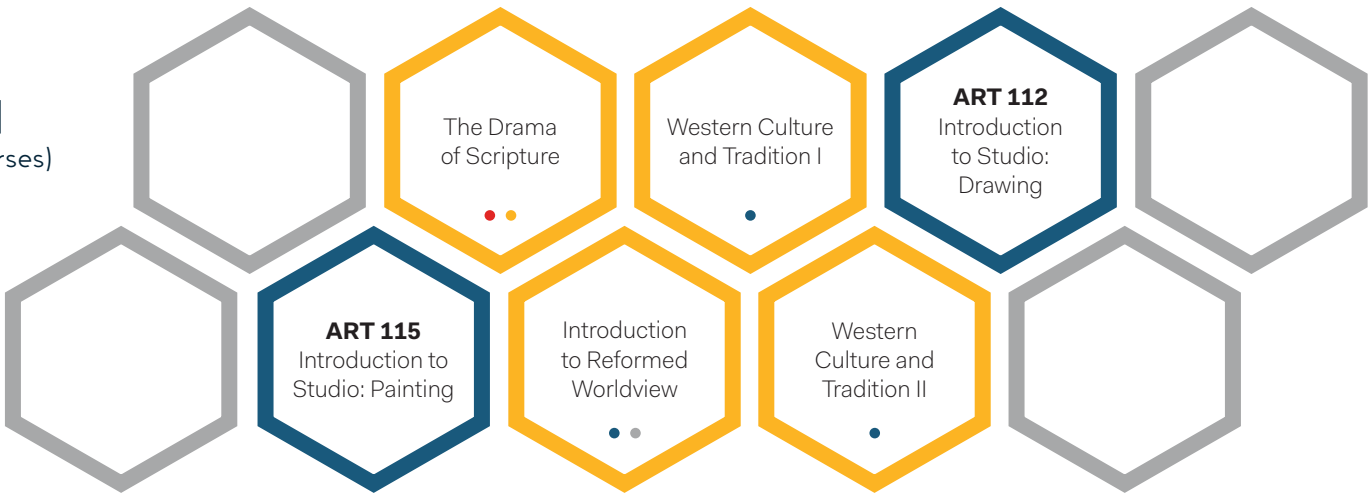 rses)
The Drama
of Scripture
Western Culture
and Tradition I
ART 112
Introduction
to Studio:
Drawing
ART 115
Introduction to
Studio: Painting
Introduction
to Reformed
Worldview
Western
Culture and
Tradition II